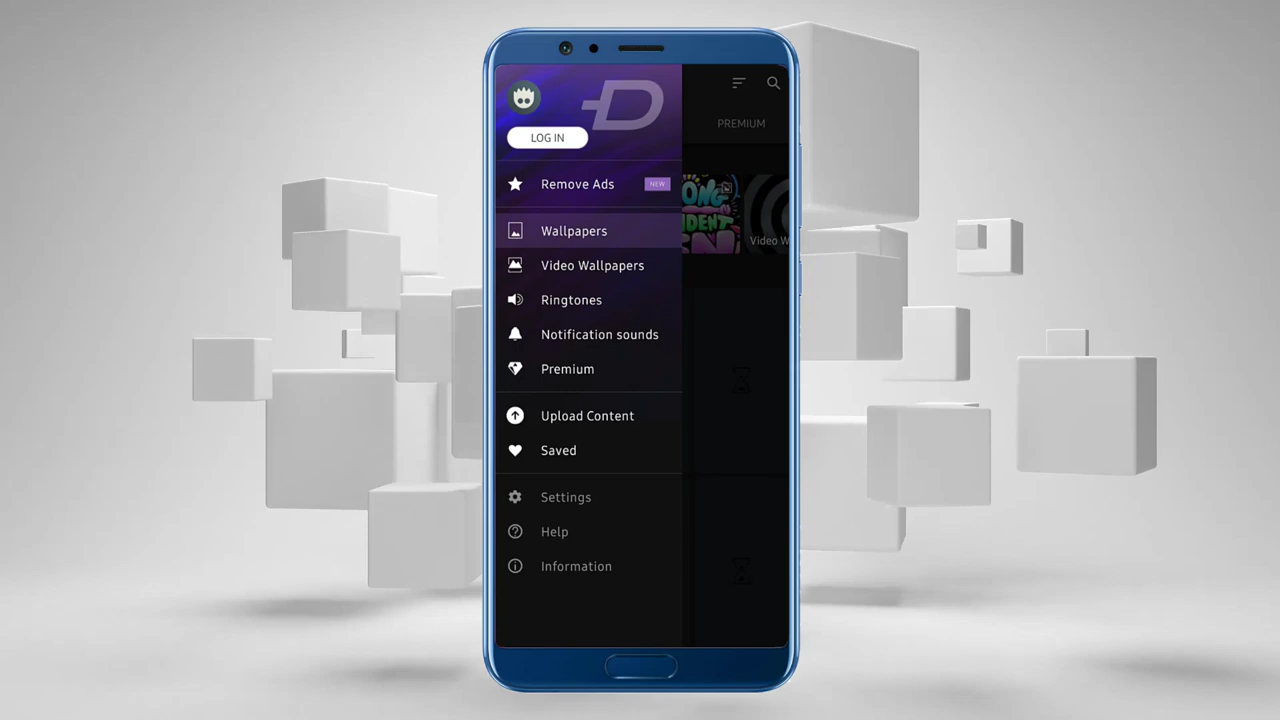 LOG IN
PREMIUM
Remove Ads
NEW
Wallpapers
Video W
Video Wallpapers
Ringtones
Notification sounds
Premium
Upload Content
Saved
Settings
Help
Information